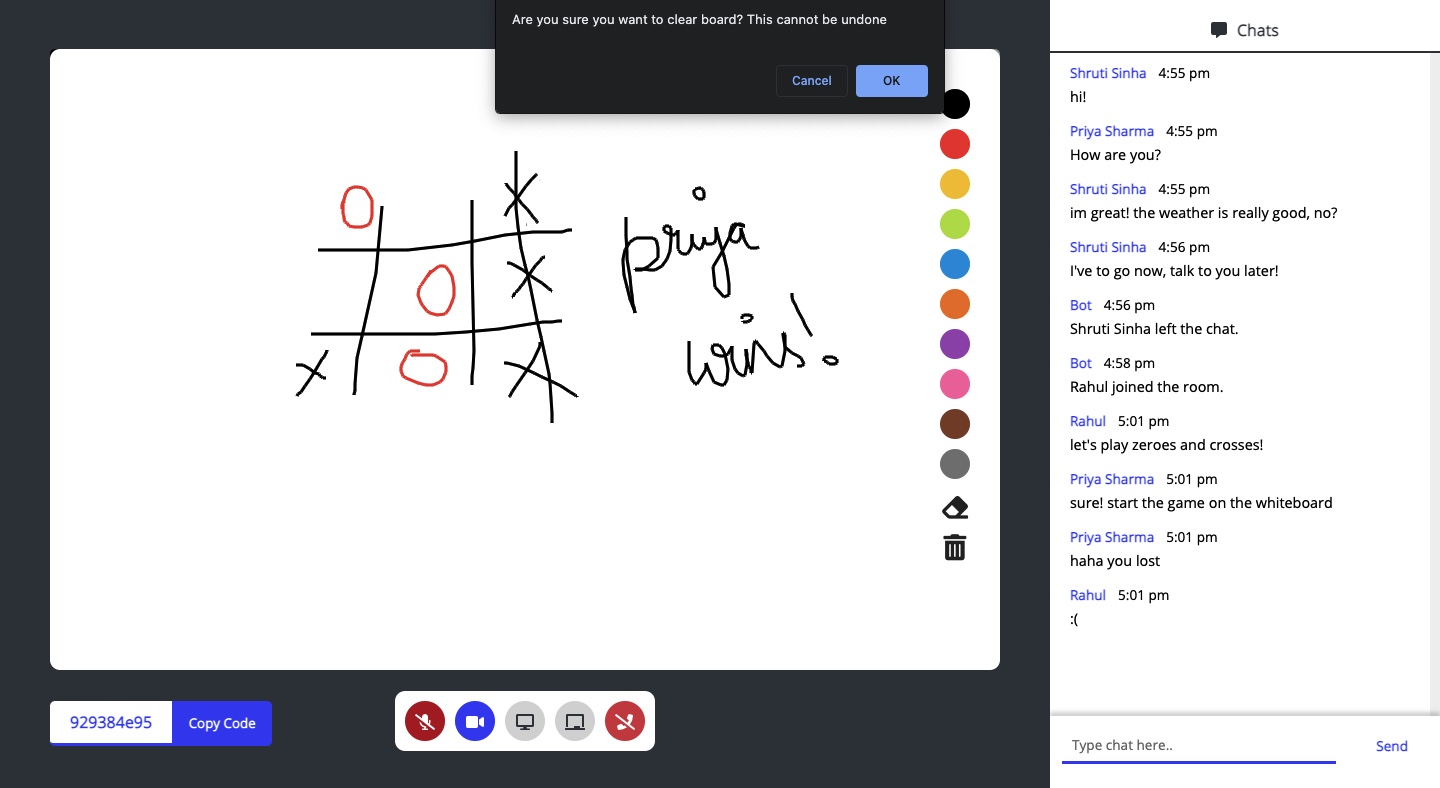 Are you sure you want to clear board? This cannot be undone
Cancel
OK
O
X
O
X
X
O
X
priya
wins!
929384e95
Copy Code
Chats
Shruti Sinha 4:55 pm
hi!
Priya Sharma 4:55 pm
How are you?
Shruti Sinha 4:55 pm
im great! the weather is really good, no?
Shruti Sinha 4:56 pm
I've to go now, talk to you later!
Bot 4:56 pm
Shruti Sinha left the chat.
Bot 4:58 pm
Rahul joined the room.
Rahul 5:01 pm
let's play zeroes and crosses!
Priya Sharma 5:01 pm
sure! start the game on the whiteboard
Priya Sharma 5:01 pm
haha you lost
Rahul 5:01 pm
:(
Type chat here..
Send